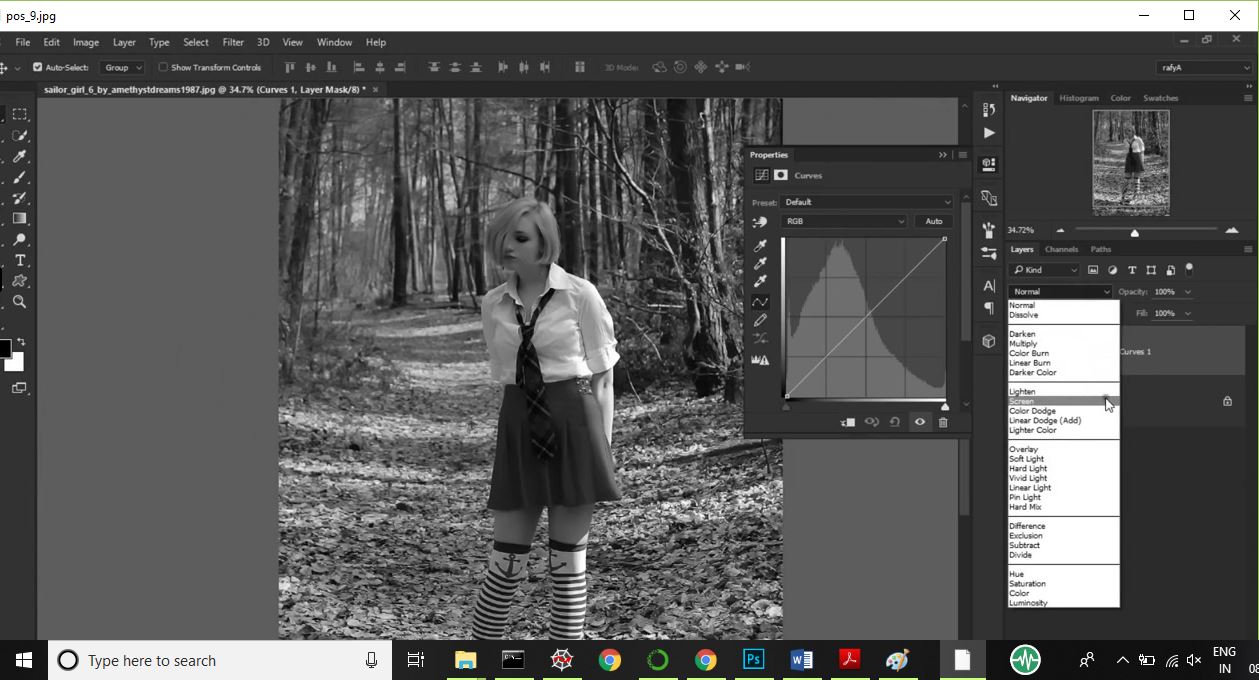 pos_9.jpg
File Edit Image Layer Type Select Filter 3D View Window Help
Auto-Select: Group Show Transform Controls 3D Mode: rafyA
sailor_girl_6_by_amethystdreams1987.jpg @ 34.7% (Curves 1, Layer Mask/8) *
Navigator Histogram Color Swatches
Properties
Curves
Preset: Default
RGB Auto
34.72%
Layers Channels Paths
Kind
Normal Opacity: 100%
Fill: 100%
Normal
Dissolve
Darken
Multiply
Color Burn
Linear Burn
Darker Color
Curves 1
Lighten
Screen
Color Dodge
Linear Dodge (Add)
Lighter Color
Overlay
Soft Light
Hard Light
Vivid Light
Linear Light
Pin Light
Hard Mix
Difference
Exclusion
Subtract
Divide
Hue
Saturation
Color
Luminosity
Type here to search
Ps
ENG
IN
08